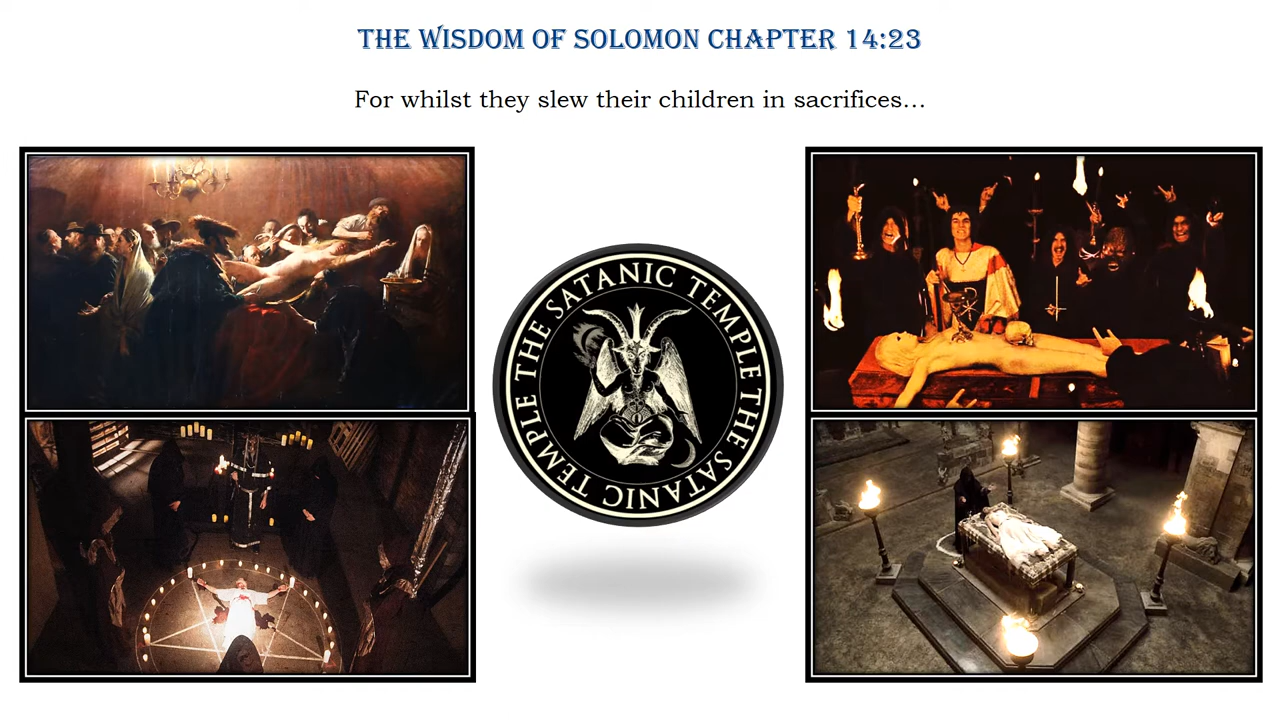 THE WISDOM OF SOLOMON CHAPTER 14:23
For whilst they slew their children in sacrifices...
THE SATANIC TEMPLE THE SATANIC TEMPLE